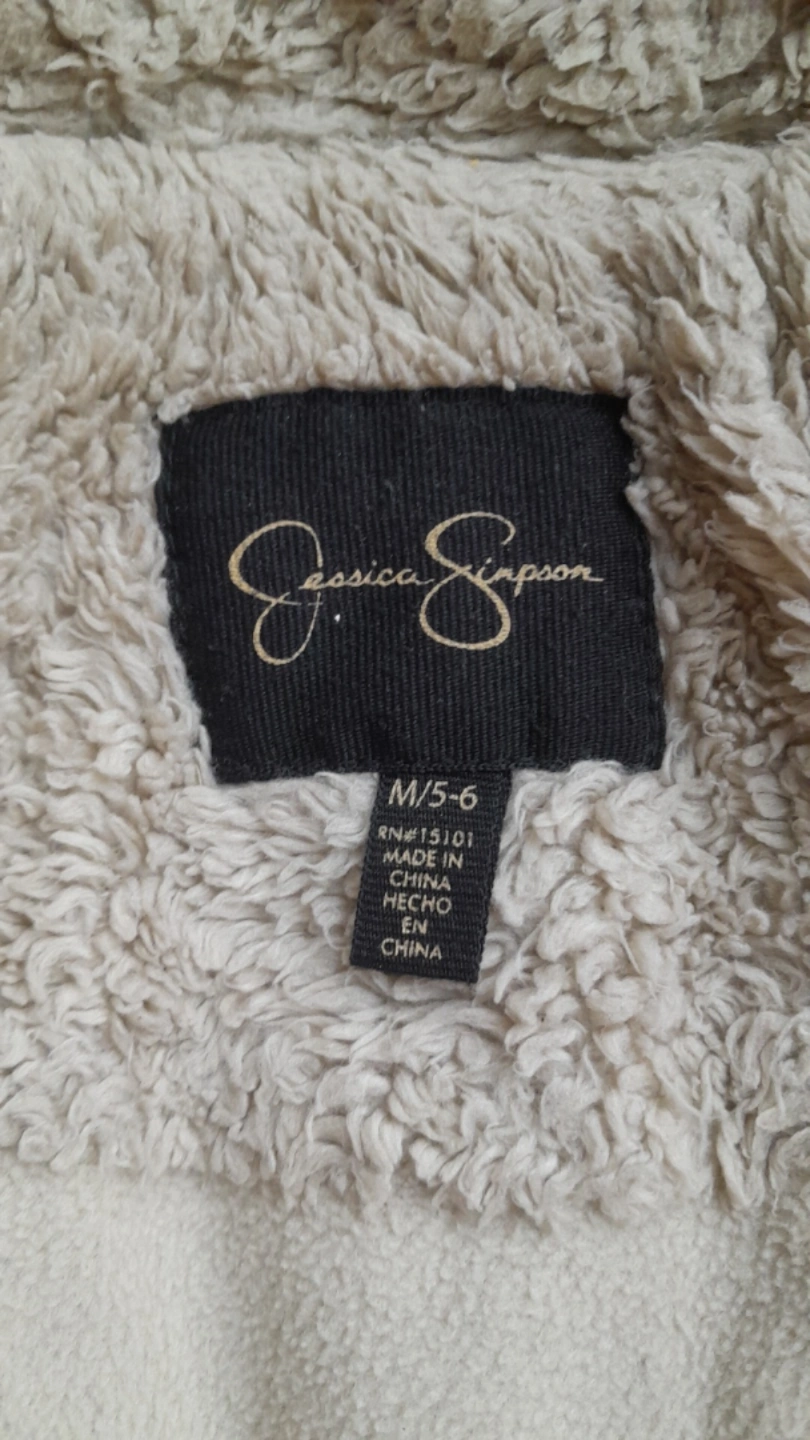 Jessica Simpson
M/5-6
RN#15101
MADE IN
CHINA
HECHO
EN
CHINA